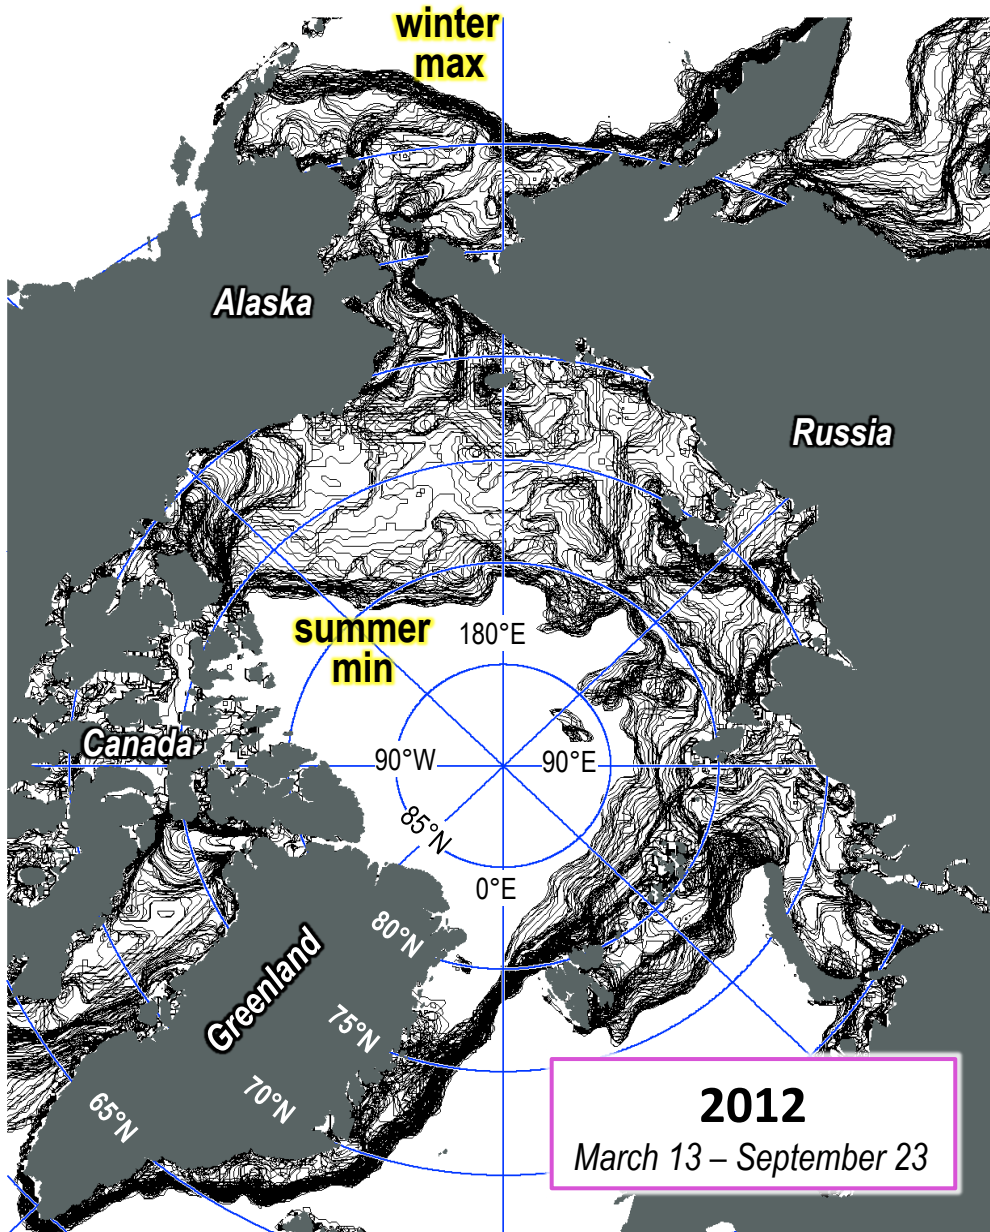 winter
max
Alaska
Russia
summer
min
180°E
Canada
90°W
90°E
85°N
0°E
80°N
Greenland
75°N
70°N
65°N
2012
March 13 – September 23